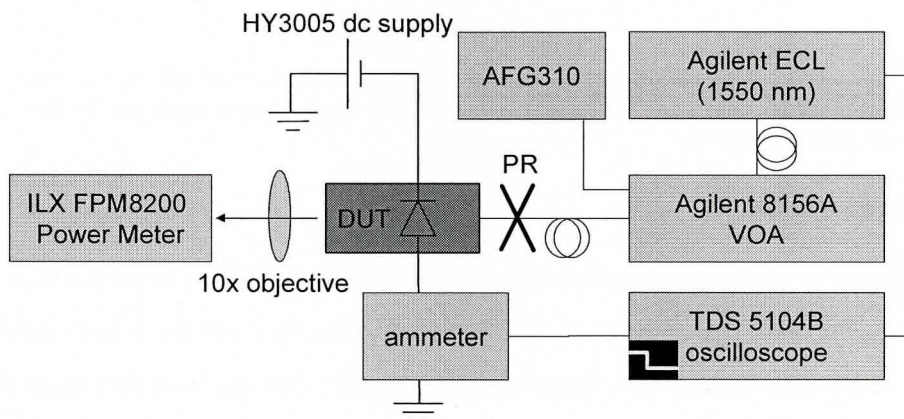 HY3005 dc supply
AFG310
Agilent ECL
(1550 nm)
PR
ILX FPM8200
Power Meter
DUT
Agilent 8156A
VOA
10x objective
ammeter
TDS 5104B
oscilloscope